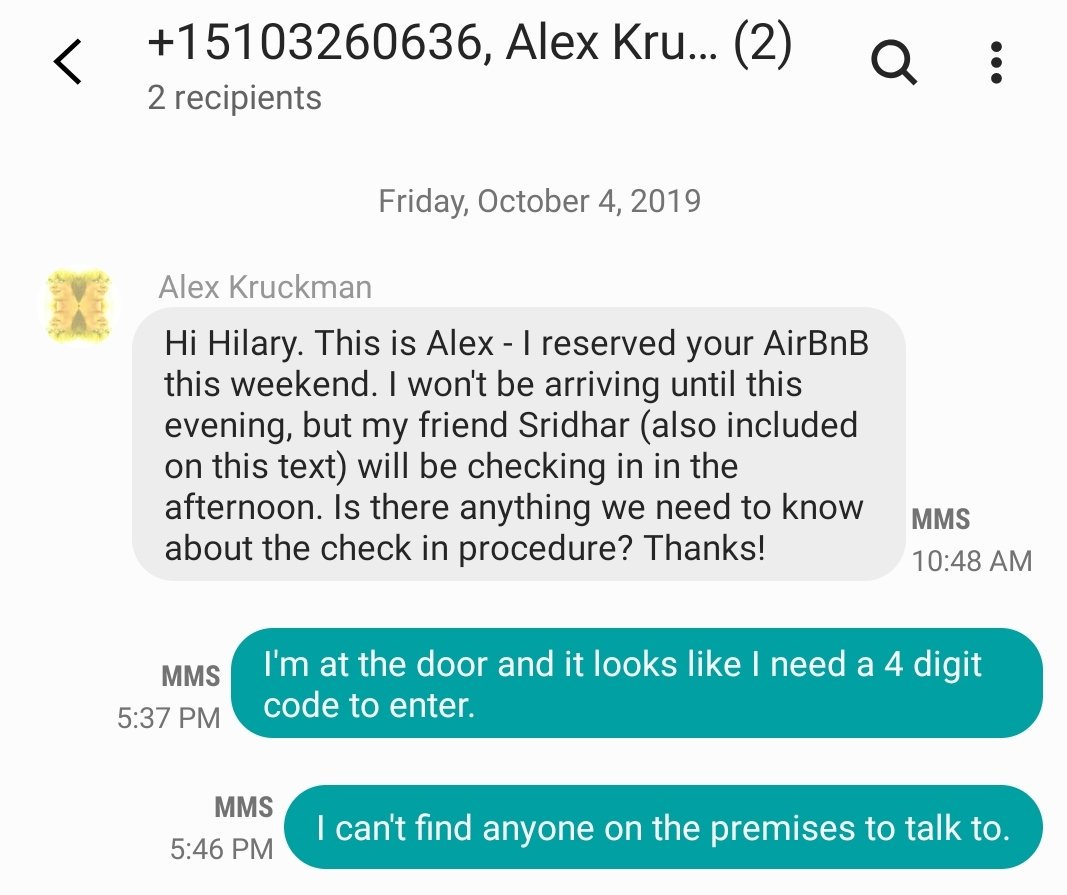 +15103260636, Alex Kru... (2)
2 recipients
Friday, October 4, 2019
Alex Kruckman
Hi Hilary. This is Alex - I reserved your AirBnB
this weekend. I won't be arriving until this
evening, but my friend Sridhar (also included
on this text) will be checking in in the
afternoon. Is there anything we need to know
about the check in procedure? Thanks!
MMS
10:48 AM
I'm at the door and it looks like I need a 4 digit
code to enter.
MMS
5:37 PM
I can't find anyone on the premises to talk to.
MMS
5:46 PM